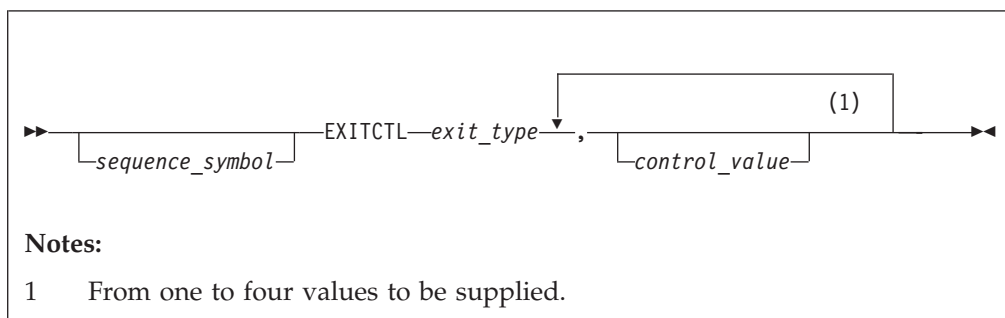 (1)
EXITCTL exit_type ,
sequence_symbol control_value
Notes:
1 From one to four values to be supplied.